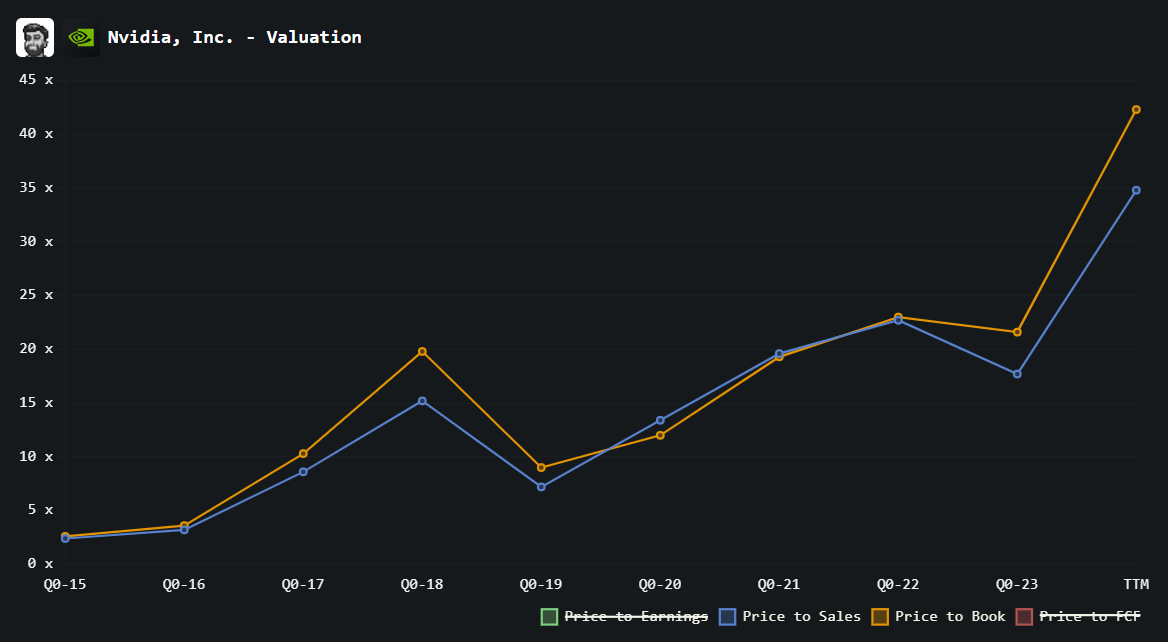 Nvidia, Inc. - Valuation
45 x
40 x
35 x
30 x
25 x
20 x
15 x
10 x
5 x
0 x
Q0-15 Q0-16 Q0-17 Q0-18 Q0-19 Q0-20 Q0-21 Q0-22 Q0-23 TTM
Price to Earnings Price to Sales Price to Book Price to FCF